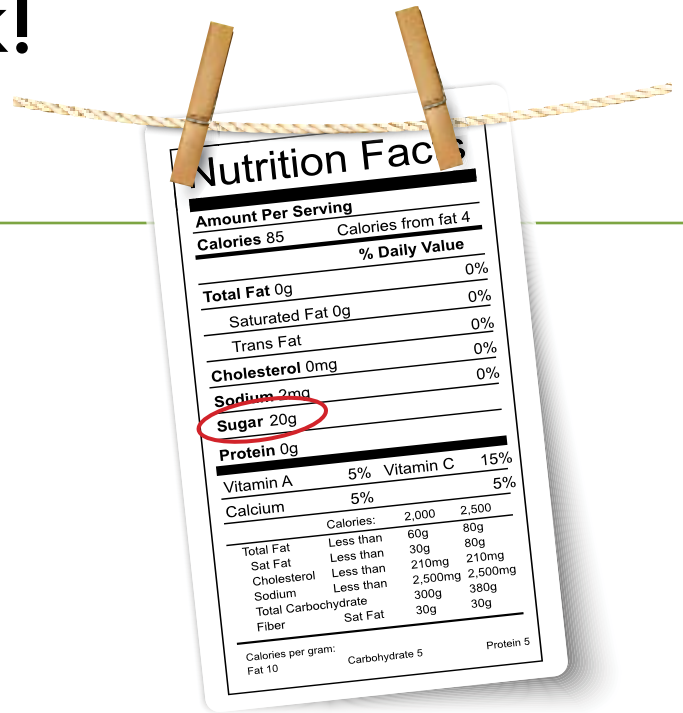 k!
Nutrition Facts
Amount Per Serving
Calories 85 Calories from fat 4
% Daily Value
Total Fat 0g 0%
Saturated Fat 0g 0%
Trans Fat 0%
Cholesterol 0mg 0%
Sodium 2mg 0%
Sugar 20g
Protein 0g
Vitamin A 5% Vitamin C 15%
Calcium 5% 5%
Calories: 2,000 2,500
Total Fat Less than 60g 80g
Sat Fat Less than 30g 80g
Cholesterol Less than 210mg 210mg
Sodium Less than 2,500mg 2,500mg
Total Carbohydrate 300g 380g
Fiber Sat Fat 30g 30g
Calories per gram:
Fat 10 Carbohydrate 5 Protein 5